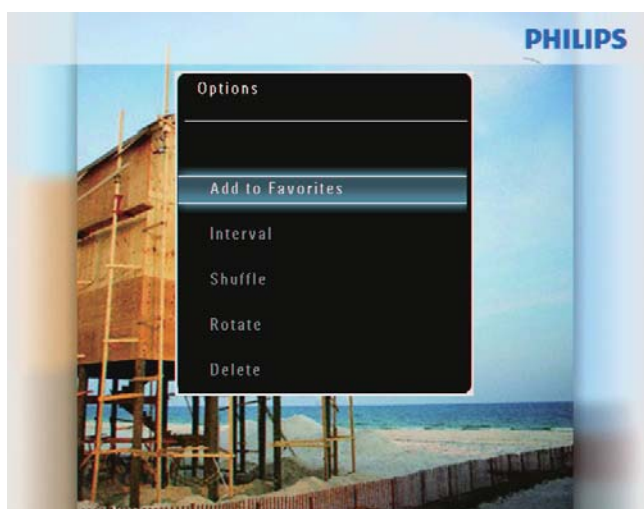 PHILIPS
Options
Add to Favorites
Interval
Shuffle
Rotate
Delete